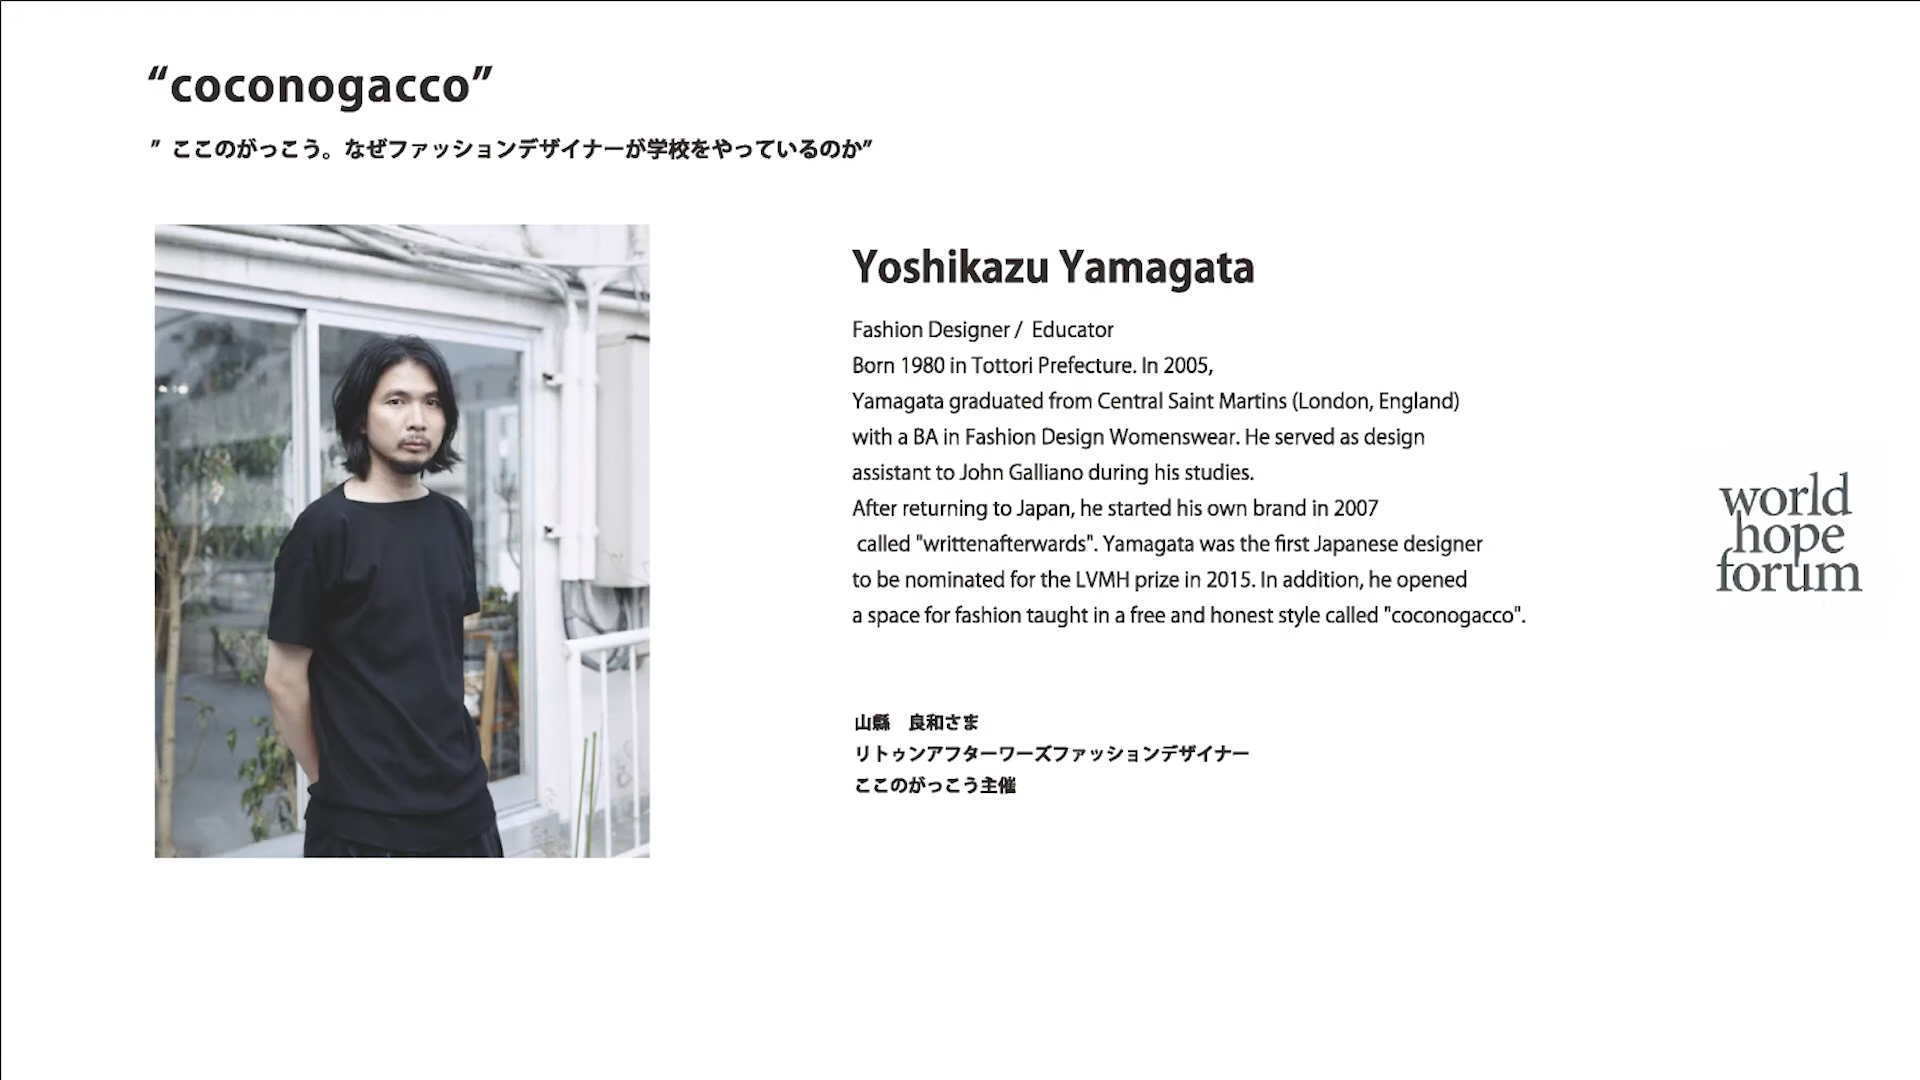 “coconogacco”
” ここのがっこう。なぜファッションデザイナーが学校をやっているのか”
Yoshikazu Yamagata
Fashion Designer / Educator
Born 1980 in Tottori Prefecture. In 2005,
Yamagata graduated from Central Saint Martins (London, England)
with a BA in Fashion Design Womenswear. He served as design
assistant to John Galliano during his studies.
After returning to Japan, he started his own brand in 2007
called "writtenafterwards". Yamagata was the first Japanese designer
to be nominated for the LVMH prize in 2015. In addition, he opened
a space for fashion taught in a free and honest style called "coconogacco".
山縣　良和さま
リトゥンアフターワーズファッションデザイナー
ここのがっこう主催
world
hope
forum